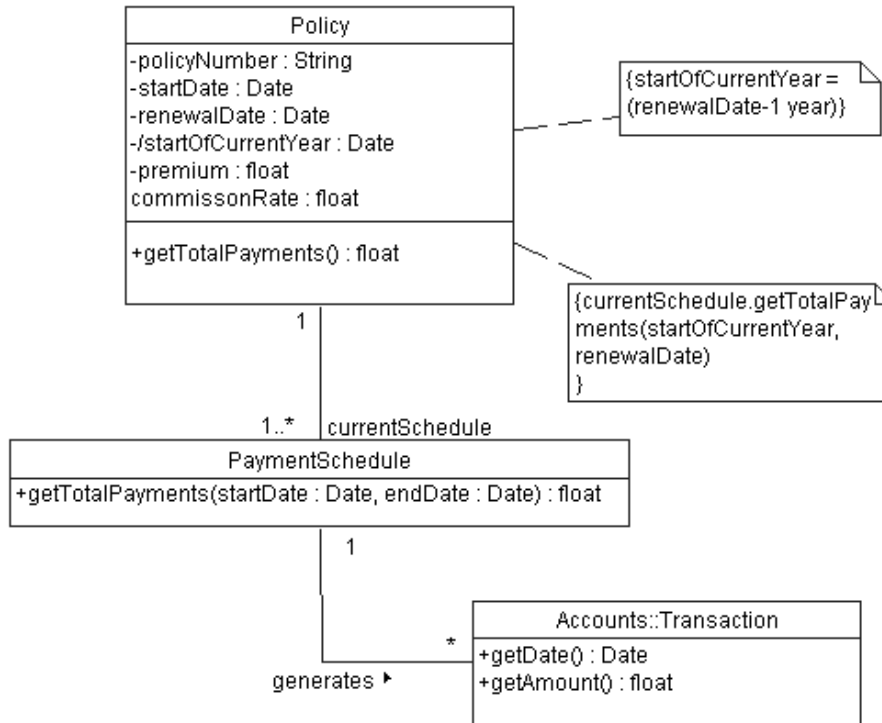 Policy
-policyNumber : String
-startDate : Date
-renewalDate : Date
-/startOfCurrentYear : Date
-premium : float
commissonRate : float
+getTotalPayments() : float
{startOfCurrentYear =
(renewalDate-1 year)}
{currentSchedule.getTotalPay
ments(startOfCurrentYear,
renewalDate)
}
1
1..*
currentSchedule
PaymentSchedule
+getTotalPayments(startDate : Date, endDate : Date) : float
1
*
generates
Accounts::Transaction
+getDate() : Date
+getAmount() : float